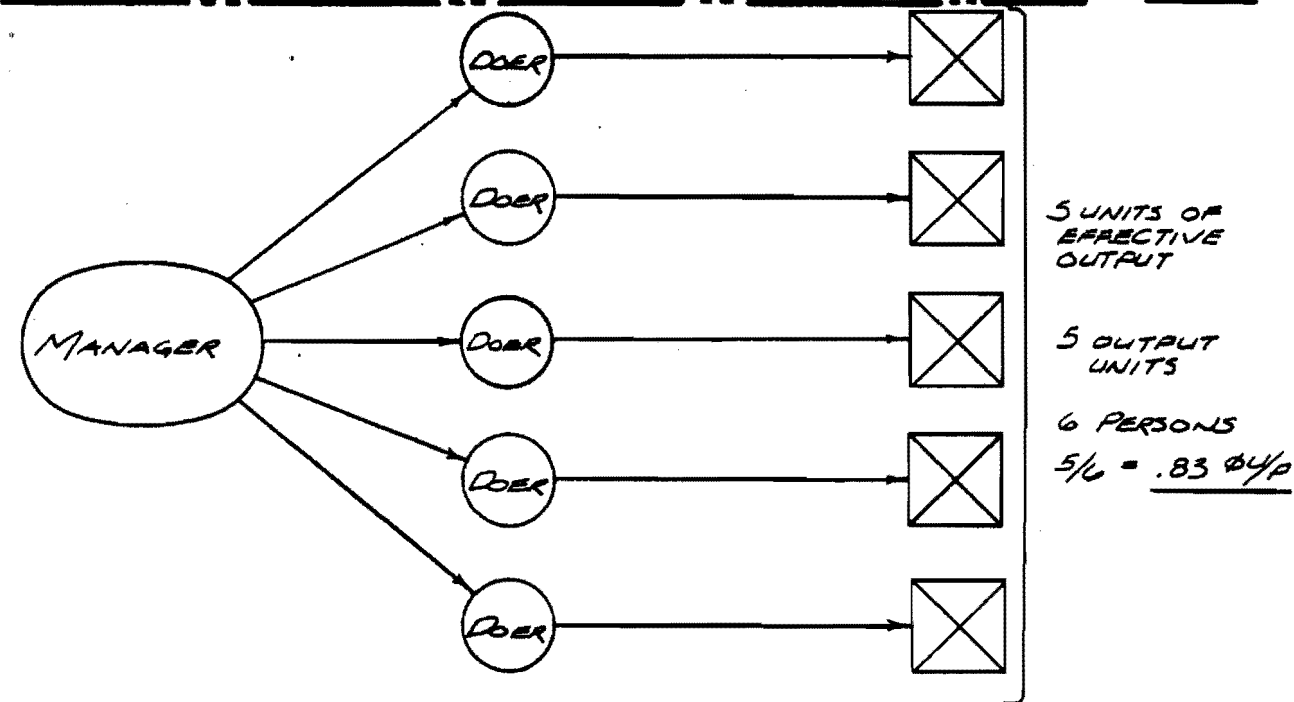 DOER
DOER
MANAGER
DOER
DOER
DOER
5 UNITS OF
EFFECTIVE
OUTPUT
5 OUTPUT
UNITS
6 PERSONS
5/6 = .83 OU/P